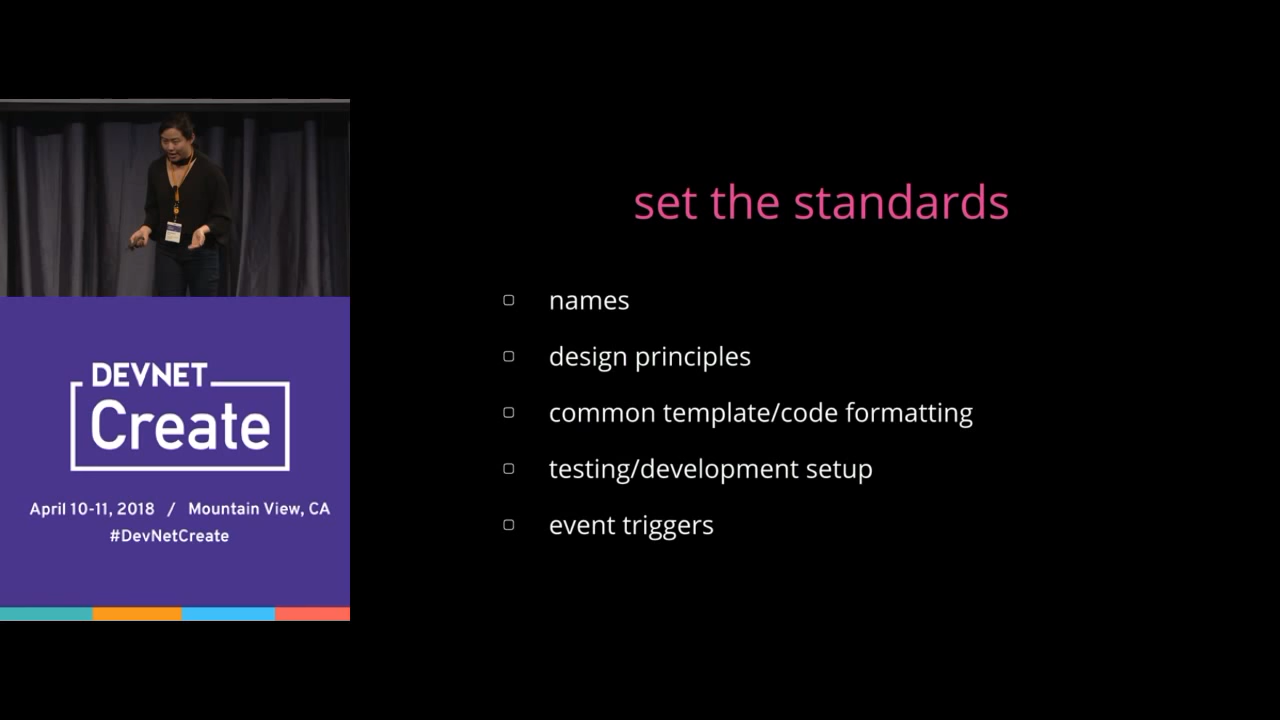 DEVNET
Create
April 10-11, 2018 / Mountain View, CA
#DevNetCreate
set the standards
names
design principles
common template/code formatting
testing/development setup
event triggers